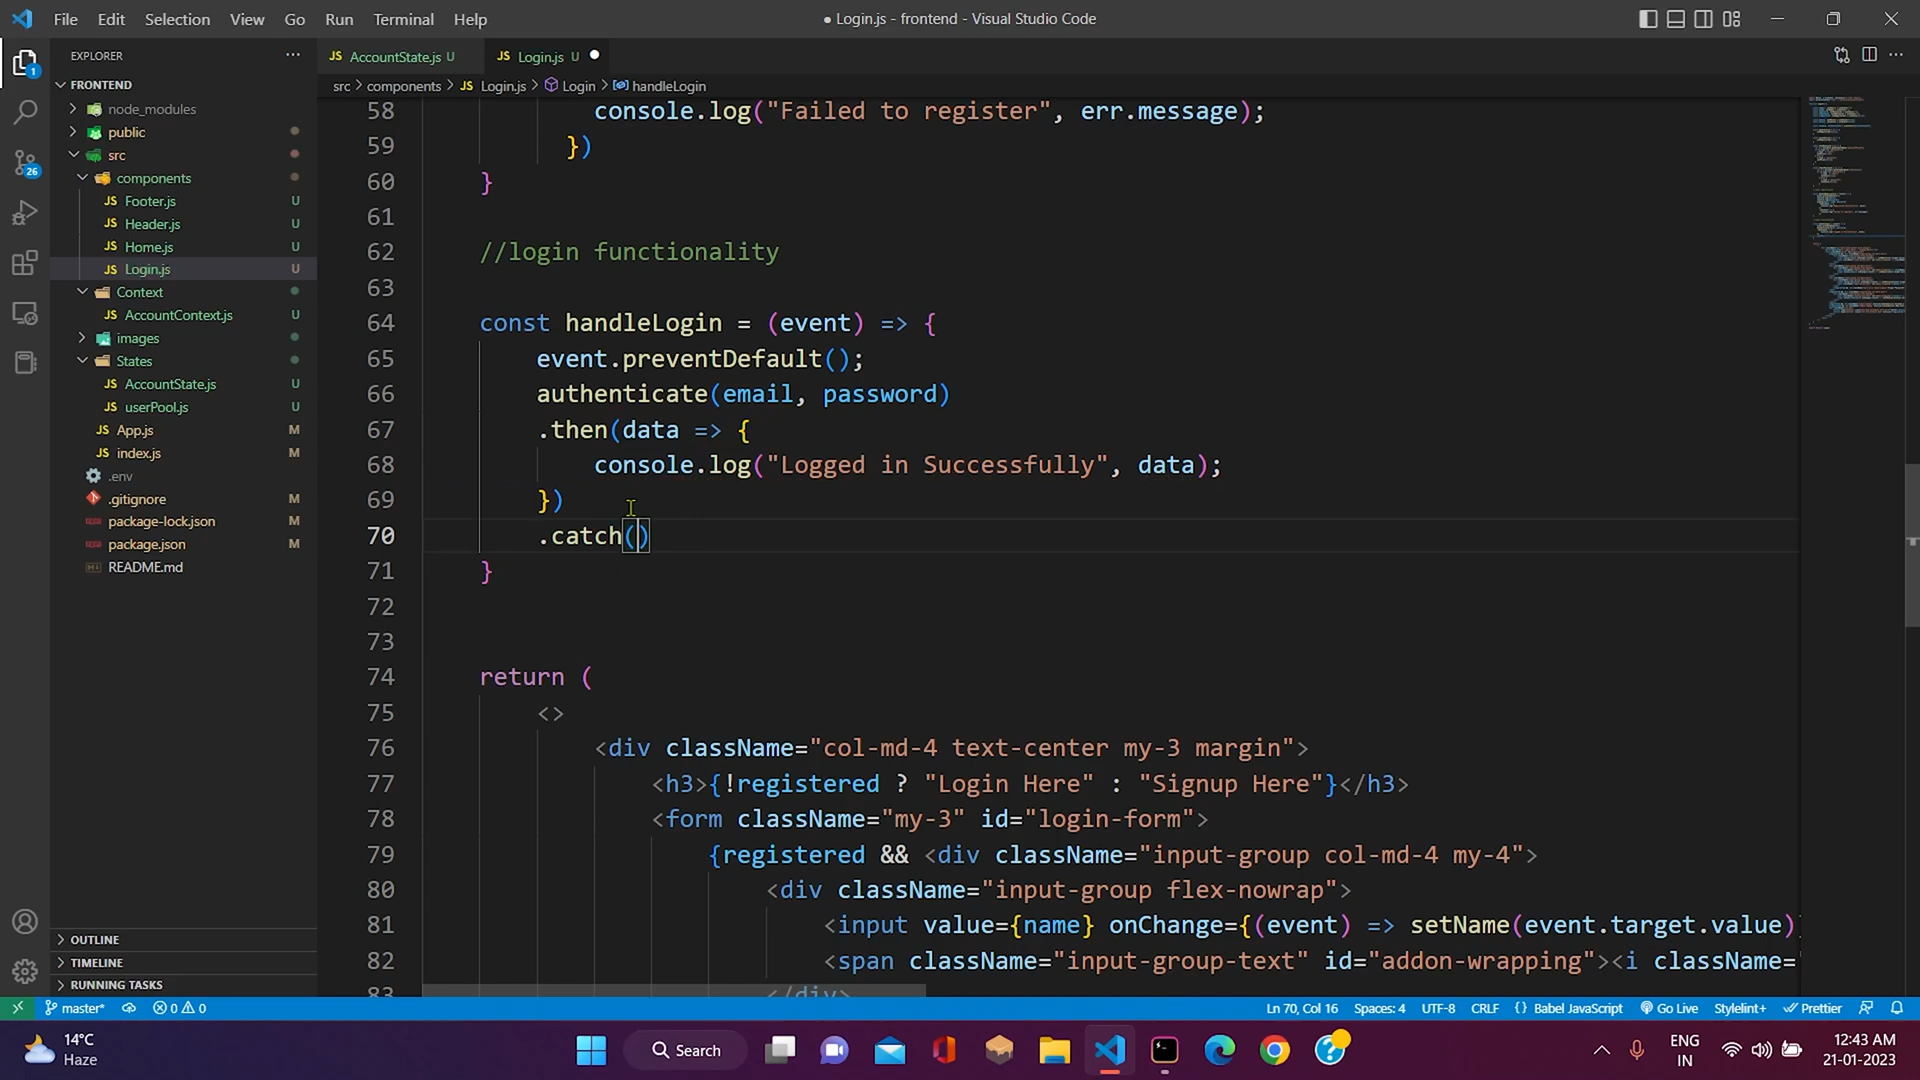 File Edit Selection View Go Run Terminal Help
● Login.js - frontend - Visual Studio Code
EXPLORER
FRONTEND
node_modules
public
src
components
Footer.js U
Header.js U
Home.js U
Login.js U
Context
AccountContext.js U
images
States
AccountState.js U
userPool.js U
App.js M
index.js M
.env
.gitignore M
package-lock.json M
package.json M
README.md
OUTLINE
TIMELINE
RUNNING TASKS
1
26
JS AccountState.js U
JS Login.js U ●
src > components > JS Login.js > Login > handleLogin
58 console.log("Failed to register", err.message);
59 })
60 }
61
62 //login functionality
63
64 const handleLogin = (event) => {
65 event.preventDefault();
66 authenticate(email, password)
67 .then(data => {
68 console.log("Logged in Successfully", data);
69 })
70 .catch()
71 }
72
73
74 return (
75 <>
76 <div className="col-md-4 text-center my-3 margin">
77 <h3>{!registered ? "Login Here" : "Signup Here"}</h3>
78 <form className="my-3" id="login-form">
79 {registered && <div className="input-group col-md-4 my-4">
80 <div className="input-group flex-nowrap">
81 <input value={name} onChange={(event) => setName(event.target.value)}
82 <span className="input-group-text" id="addon-wrapping"><i className="
83 </div>
master* 0 0
Ln 70, Col 16 Spaces: 4 UTF-8 CRLF {} Babel JavaScript Go Live Stylelint+ Prettier
14°C
Haze
Search
ENG
IN
12:43 AM
21-01-2023